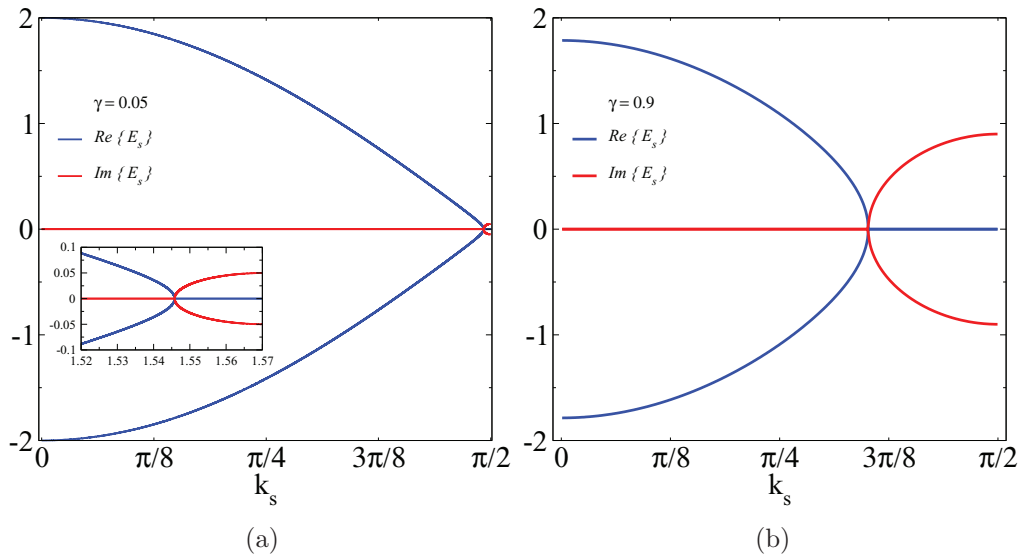 2
1
0
-1
-2
γ = 0.05
Re { E_s }
Im { E_s }
0.1
0.05
0
-0.05
-0.1
1.52 1.53 1.54 1.55 1.56 1.57
0 π/8 π/4 3π/8 π/2
k_s
(a)
2
1
0
-1
-2
γ = 0.9
Re { E_s }
Im { E_s }
0 π/8 π/4 3π/8 π/2
k_s
(b)